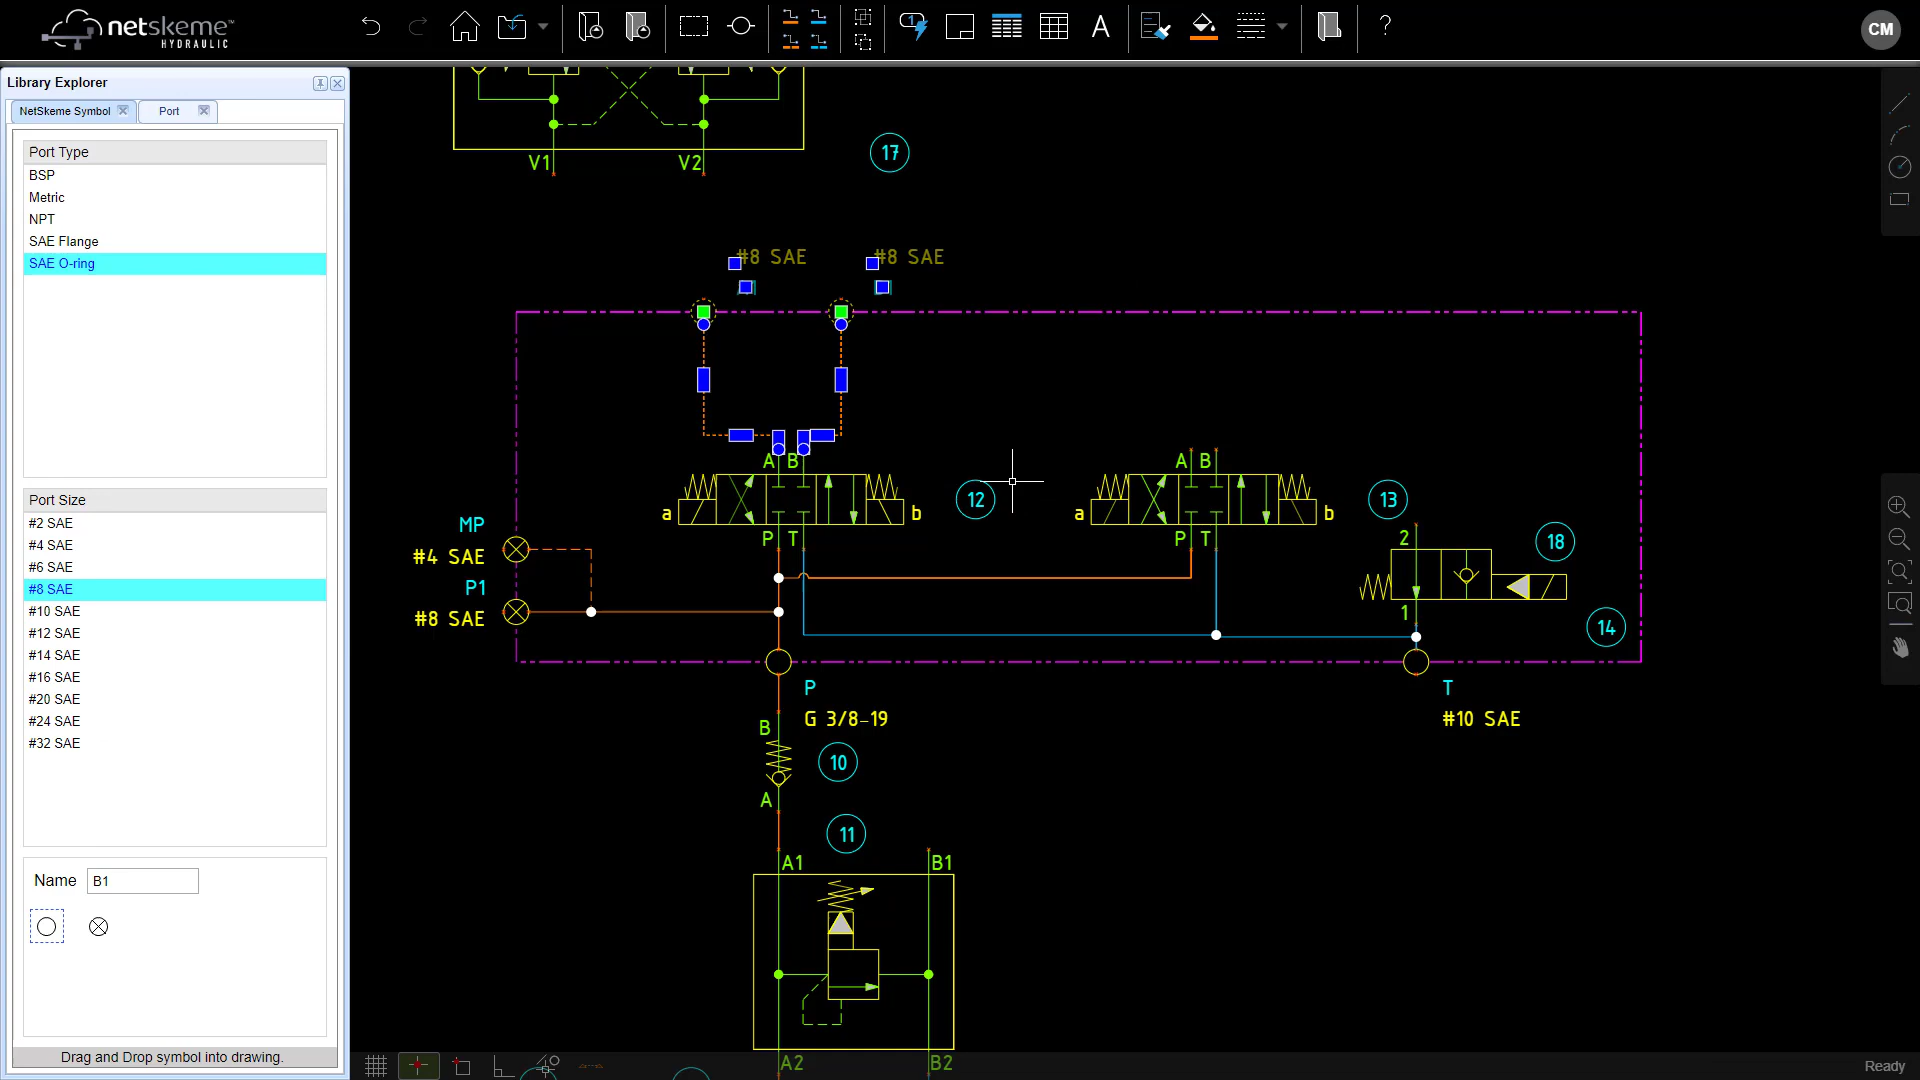 netskeme™
HYDRAULIC
?
A
CM
Library Explorer
NetSkeme Symbol
Port
Port Type
BSP
Metric
NPT
SAE Flange
SAE O-ring
Port Size
#2 SAE
#4 SAE
#6 SAE
#8 SAE
#10 SAE
#12 SAE
#14 SAE
#16 SAE
#20 SAE
#24 SAE
#32 SAE
Name B1
Drag and Drop symbol into drawing.
V1 V2
17
#8 SAE #8 SAE
A B
A B
a b
12
a b
13
P T
P T
MP
#4 SAE
P1
#8 SAE
2
18
1
14
P
G 3/8-19
T
#10 SAE
B
10
A
11
A1 B1
A2 B2
Ready